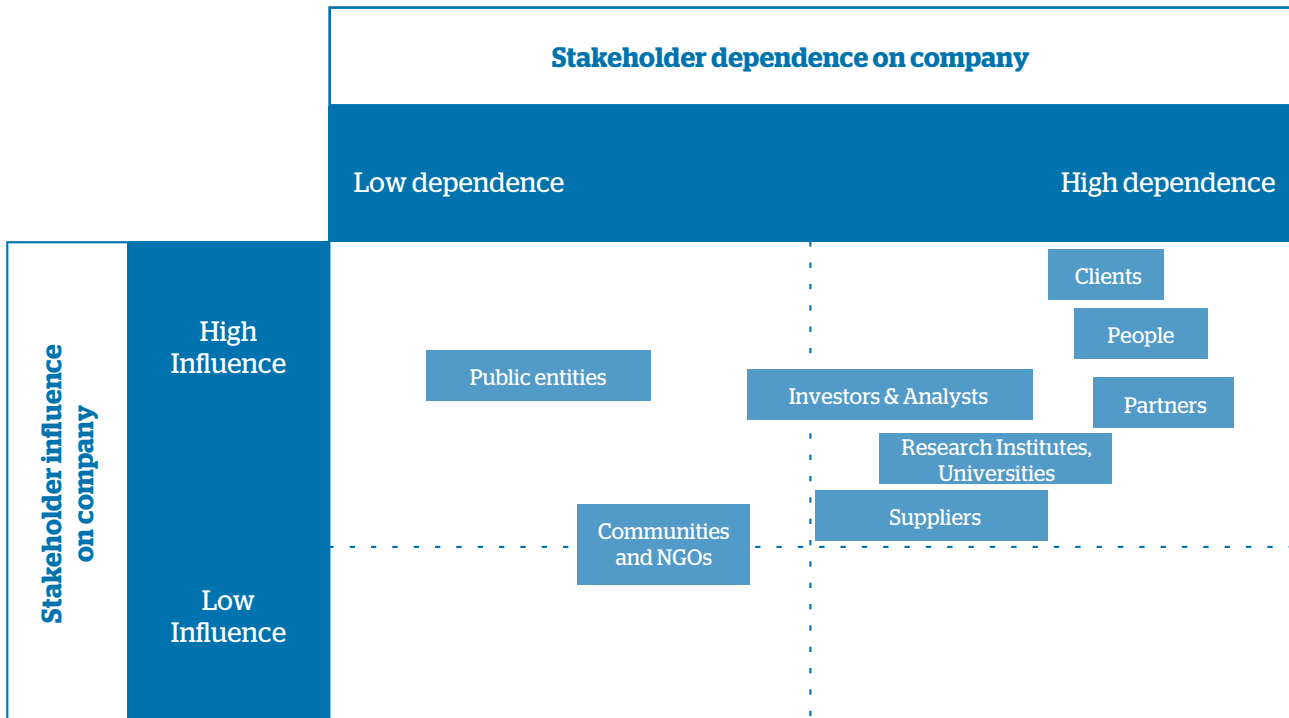 Stakeholder dependence on company
Low dependence
High dependence
Stakeholder influence
on company
High
Influence
Low
Influence
Clients
People
Public entities
Investors & Analysts
Partners
Research Institutes,
Universities
Suppliers
Communities
and NGOs